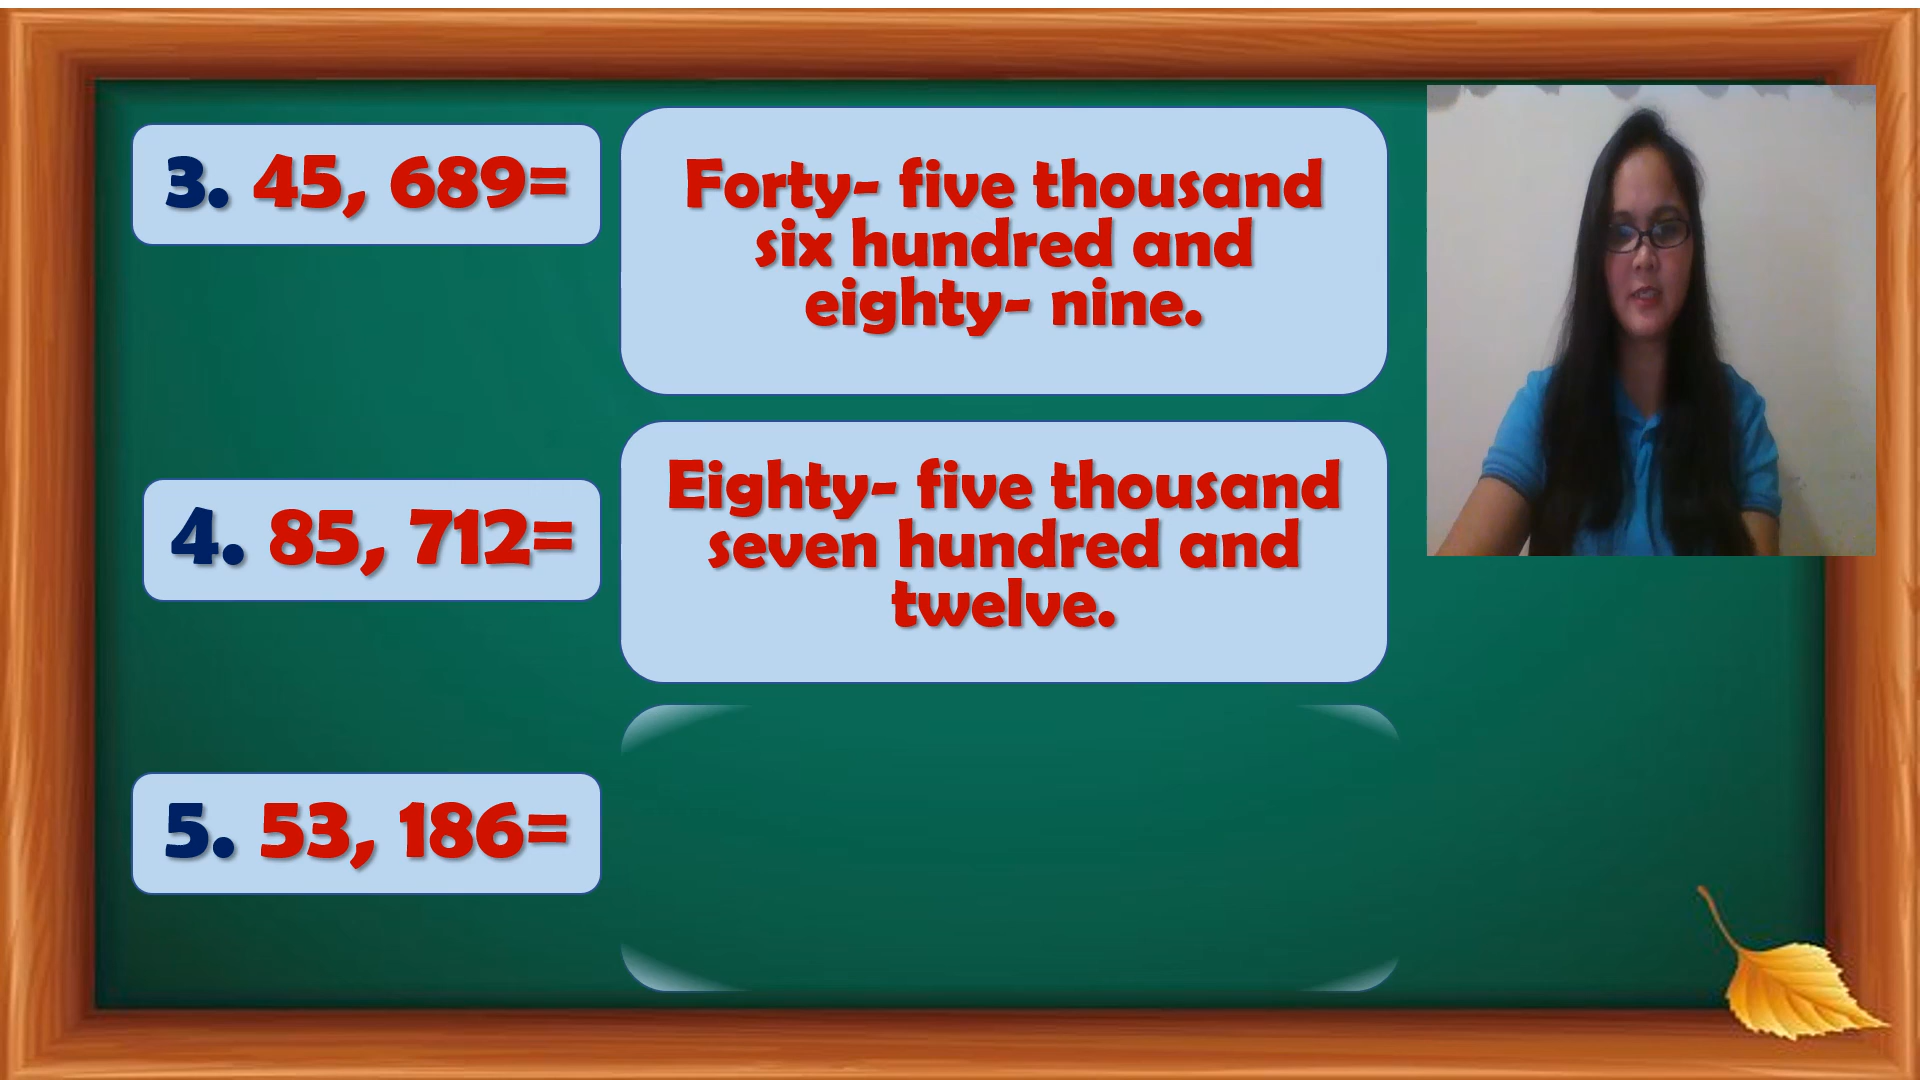 3. 45, 689=
Forty- five thousand
six hundred and
eighty- nine.
4. 85, 712=
Eighty- five thousand
seven hundred and
twelve.
5. 53, 186=